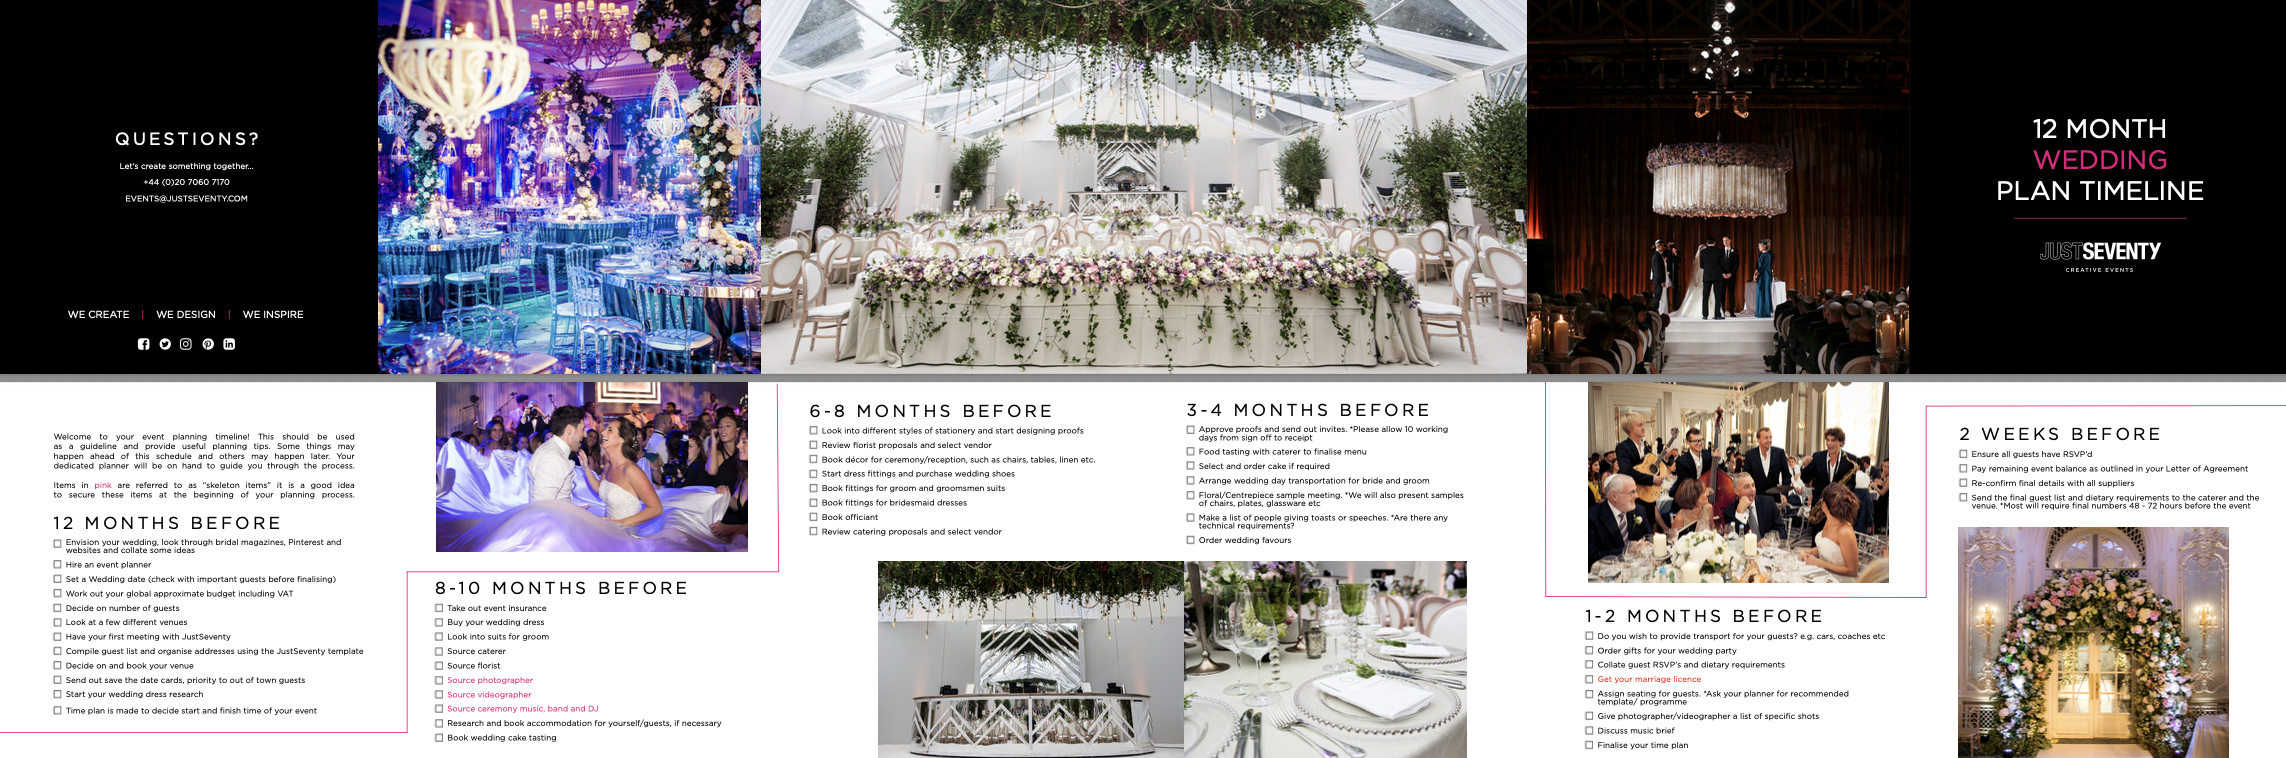 QUESTIONS?
Let's create something together...
+44 (0)20 7060 7170
EVENTS@JUSTSEVENTY.COM
WE CREATE | WE DESIGN | WE INSPIRE
12 MONTH
WEDDING
PLAN TIMELINE
JUSTSEVENTY
CREATIVE EVENTS
Welcome to your event planning timeline! This should be used
as a guideline and provide useful planning tips. Some things may
happen ahead of this schedule and others may happen later. Your
dedicated planner will be on hand to guide you through the process.
Items in pink are referred to as “skeleton items” it is a good idea
to secure these items at the beginning of your planning process.
12 MONTHS BEFORE
Envision your wedding, look through bridal magazines, Pinterest and
websites and collate some ideas
Hire an event planner
Set a Wedding date (check with important guests before finalising)
Work out your global approximate budget including VAT
Decide on number of guests
Look at a few different venues
Have your first meeting with JustSeventy
Compile guest list and organise addresses using the JustSeventy template
Decide on and book your venue
Send out save the date cards, priority to out of town guests
Start your wedding dress research
Time plan is made to decide start and finish time of your event
8-10 MONTHS BEFORE
Take out event insurance
Buy your wedding dress
Look into suits for groom
Source caterer
Source florist
Source photographer
Source videographer
Source ceremony music, band and DJ
Research and book accommodation for yourself/guests, if necessary
Book wedding cake tasting
6-8 MONTHS BEFORE
Look into different styles of stationery and start designing proofs
Review florist proposals and select vendor
Book décor for ceremony/reception, such as chairs, tables, linen etc.
Start dress fittings and purchase wedding shoes
Book fittings for groom and groomsmen suits
Book fittings for bridesmaid dresses
Book officiant
Review catering proposals and select vendor
3-4 MONTHS BEFORE
Approve proofs and send out invites. *Please allow 10 working
days from sign off to receipt
Food tasting with caterer to finalise menu
Select and order cake if required
Arrange wedding day transportation for bride and groom
Floral/Centrepiece sample meeting. *We will also present samples
of chairs, plates, glassware etc
Make a list of people giving toasts or speeches. *Are there any
technical requirements?
Order wedding favours
1-2 MONTHS BEFORE
Do you wish to provide transport for your guests? e.g. cars, coaches etc
Order gifts for your wedding party
Collate guest RSVP's and dietary requirements
Get your marriage licence
Assign seating for guests. *Ask your planner for recommended
template/ programme
Give photographer/videographer a list of specific shots
Discuss music brief
Finalise your time plan
2 WEEKS BEFORE
Ensure all guests have RSVP'd
Pay remaining event balance as outlined in your Letter of Agreement
Re-confirm final details with all suppliers
Send the final guest list and dietary requirements to the caterer and the
venue. *Most will require final numbers 48 - 72 hours before the event